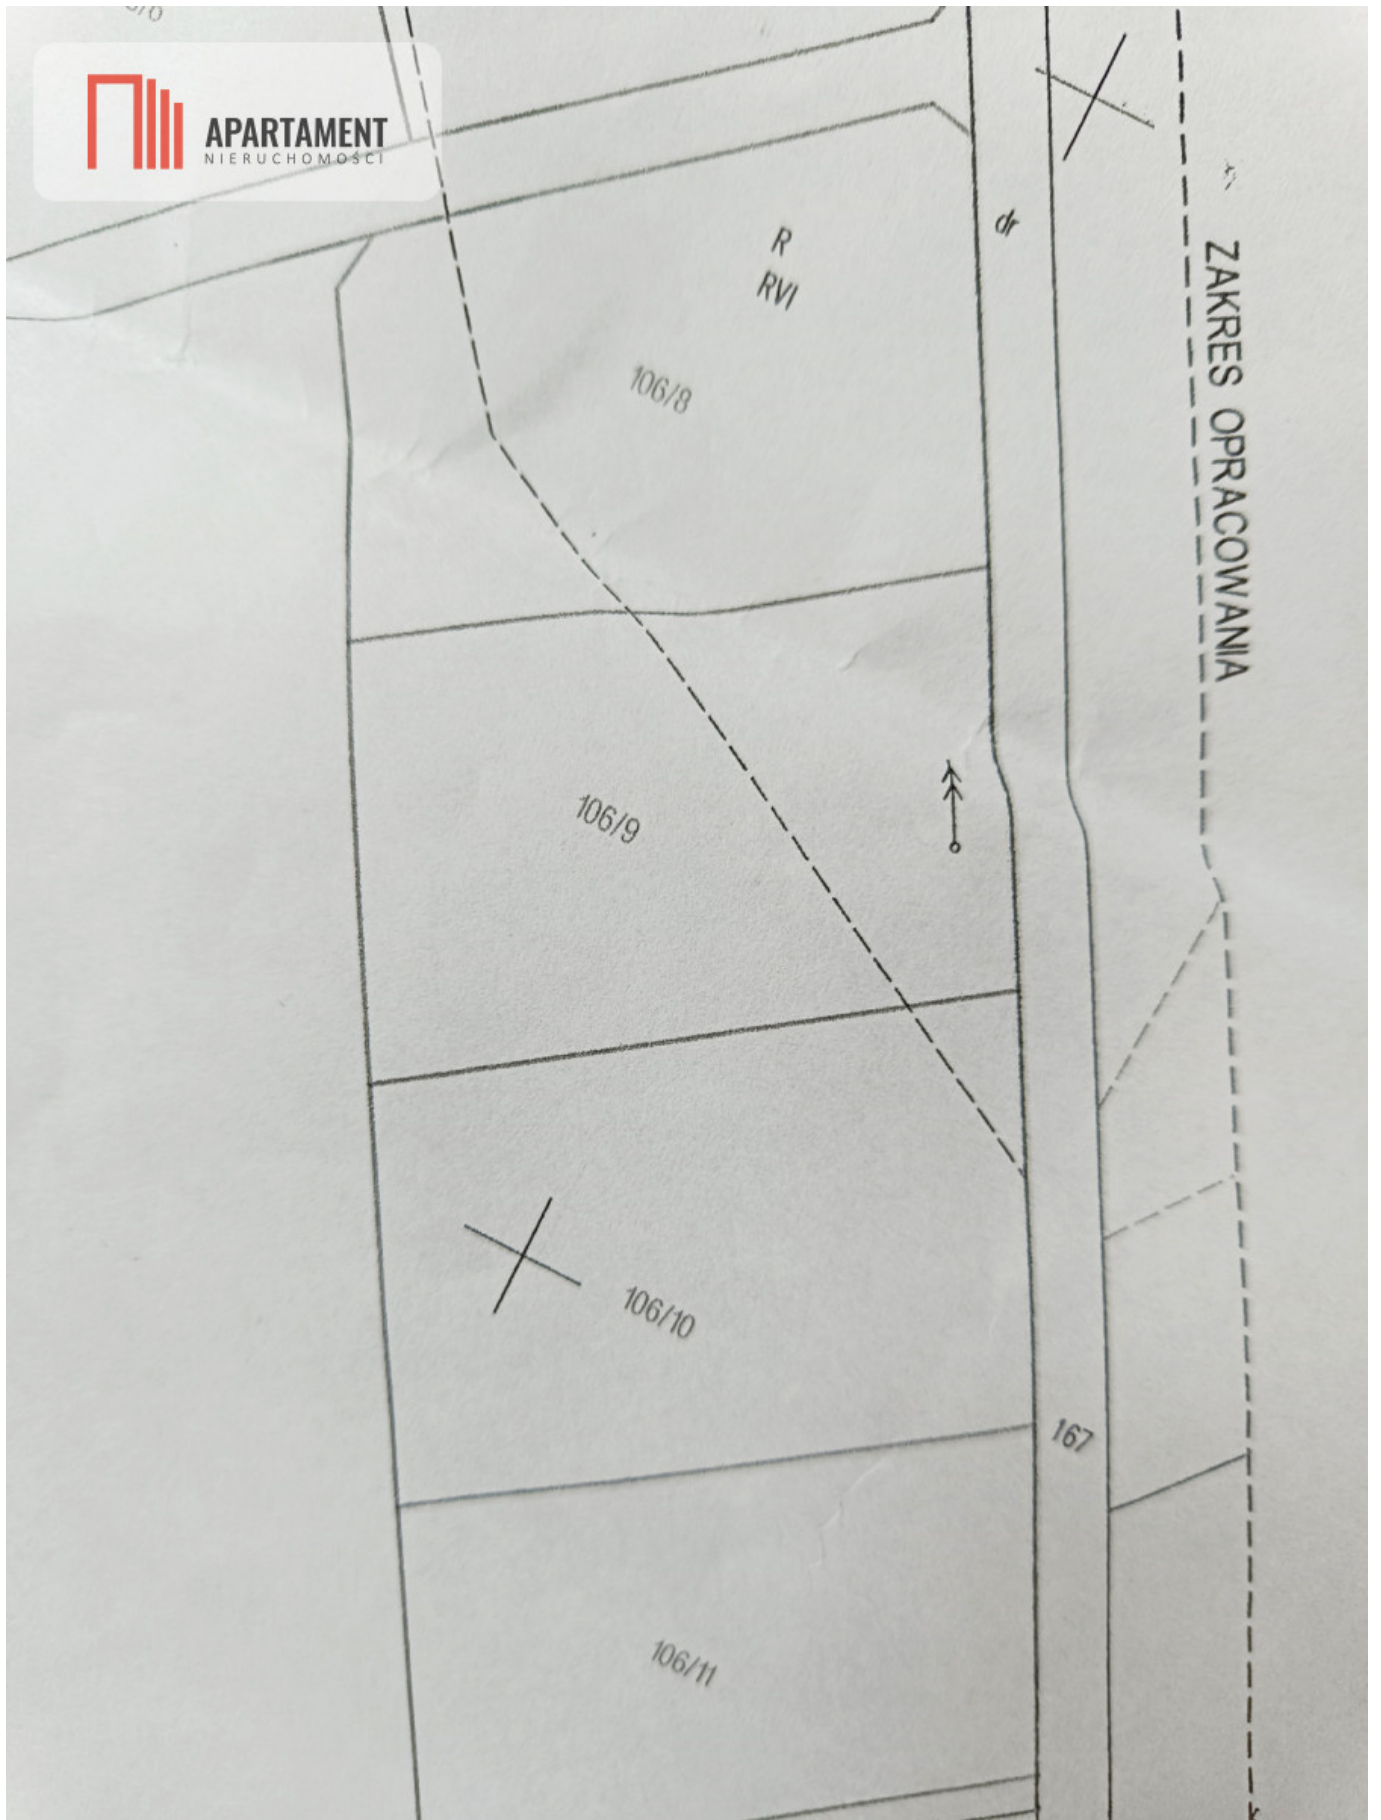 APARTAMENT
NIERUCHOMOŚCI
dr
R
RVI
106/8
ZAKRES OPRACOWANIA
106/9
106/10
167
106/11